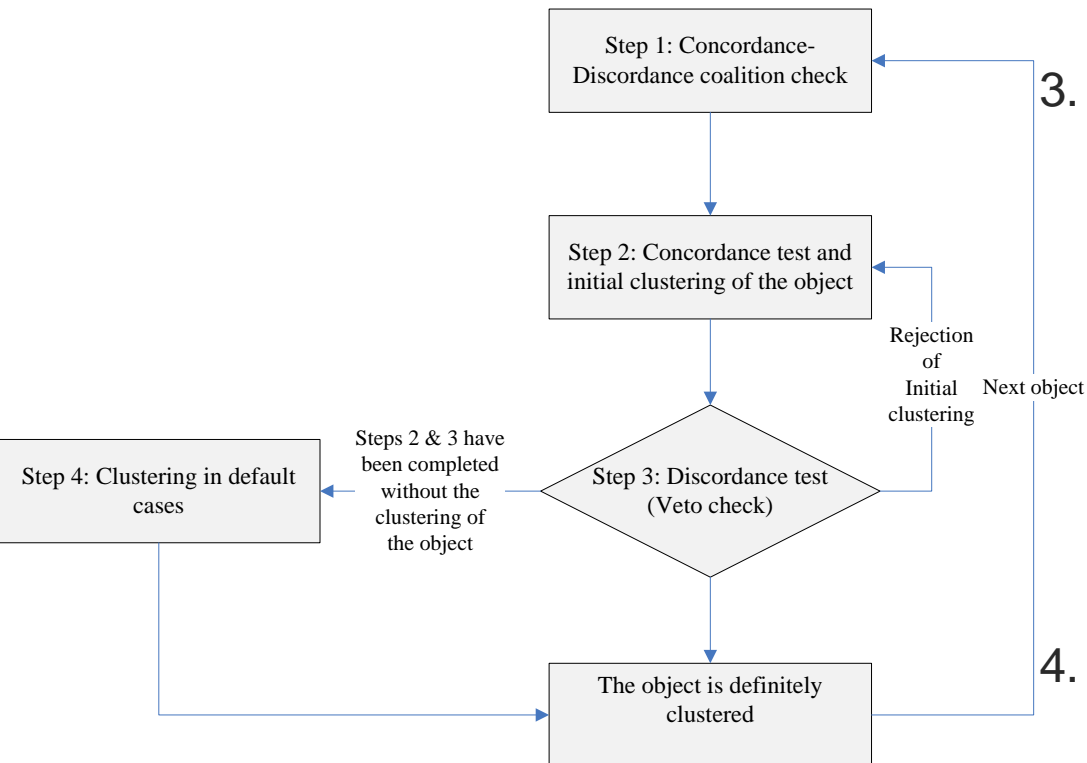 Step 1: Concordance-
Discordance coalition check
3.
Step 2: Concordance test and
initial clustering of the object
Rejection
of
Initial
clustering
Next object
Steps 2 & 3 have
been completed
without the
clustering of
the object
Step 3: Discordance test
(Veto check)
Step 4: Clustering in default
cases
4.
The object is definitely
clustered